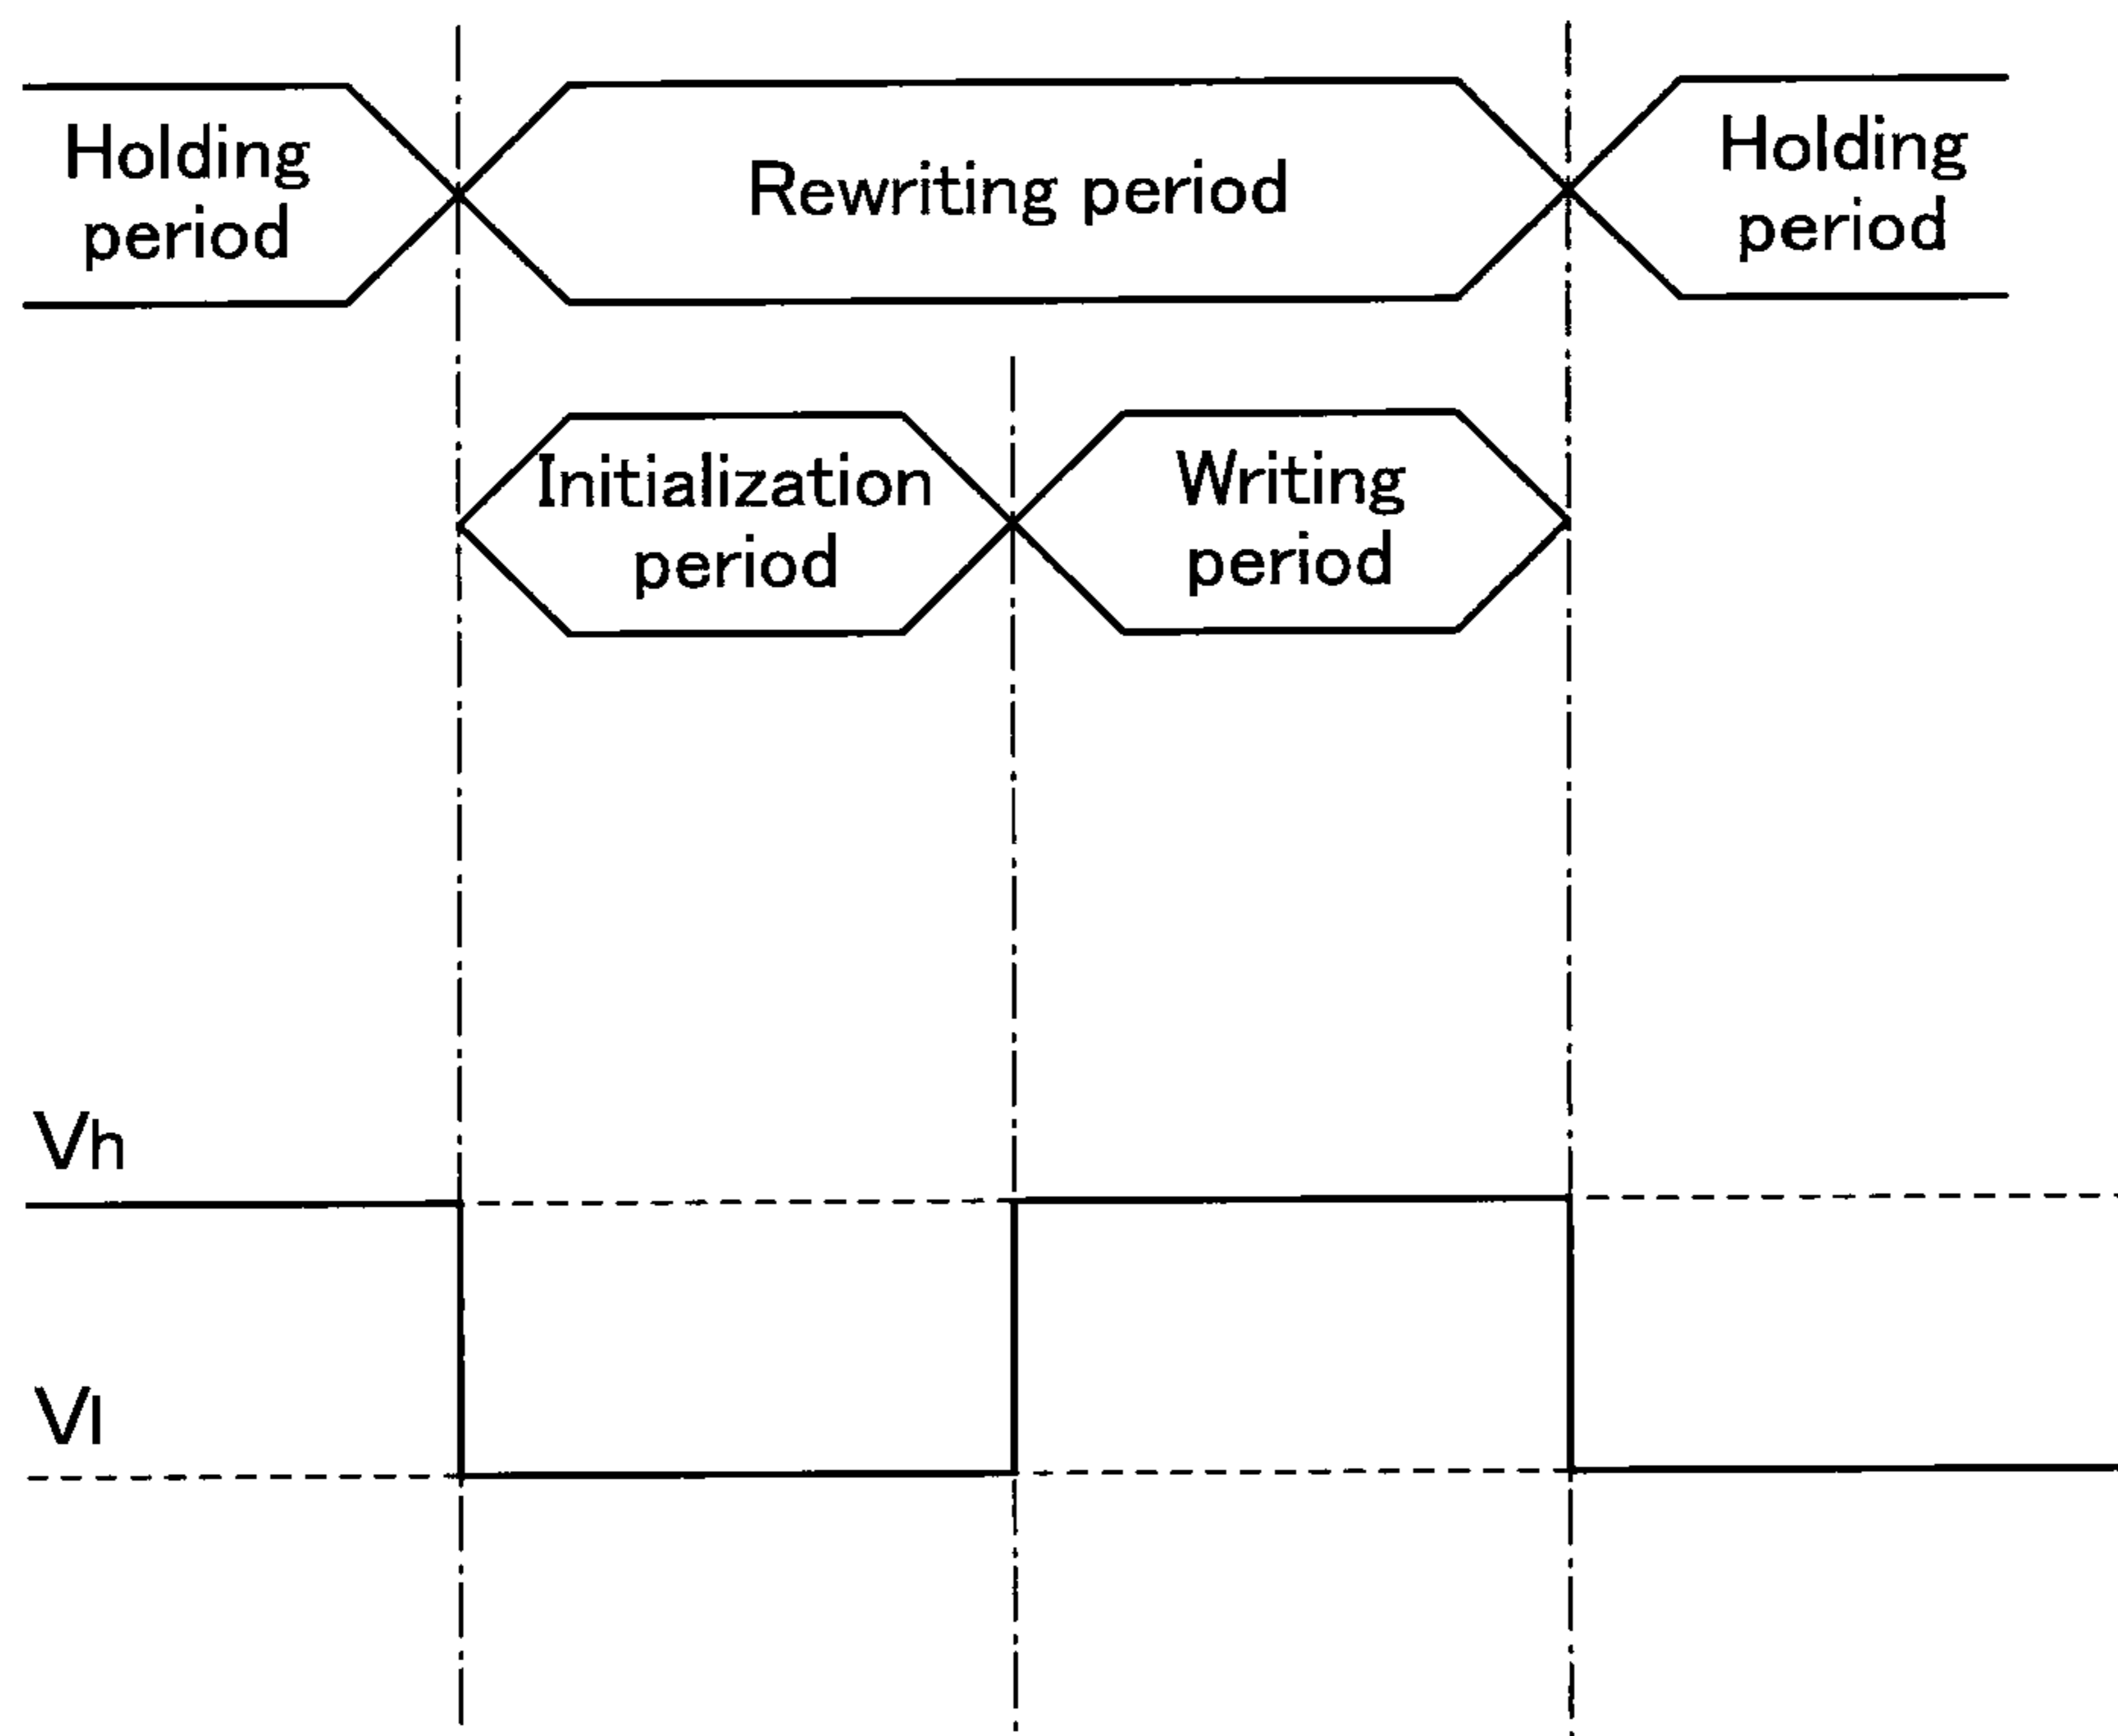 Holding
period
Rewriting period
Holding
period
Initialization
period
Writing
period
Vh
Vl